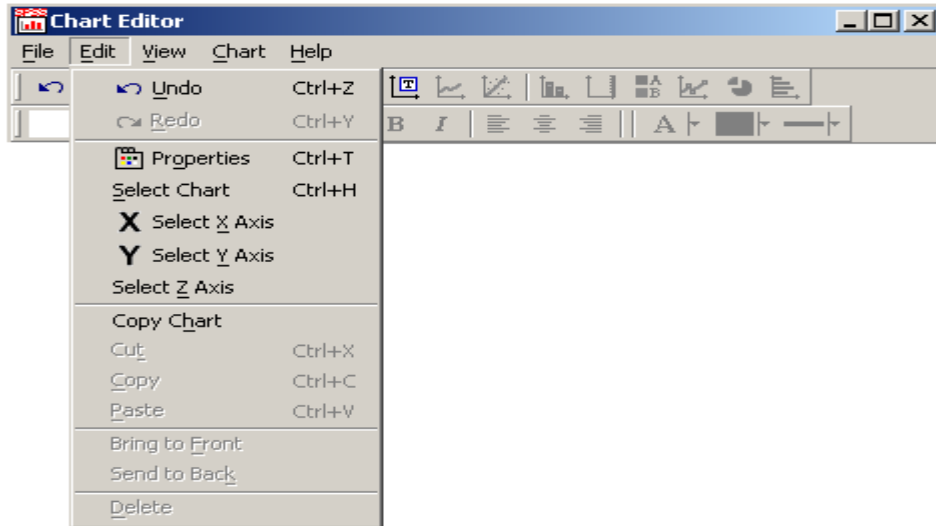 Chart Editor
File Edit View Chart Help
Undo Ctrl+Z
Redo Ctrl+Y
Properties Ctrl+T
Select Chart Ctrl+H
X Select X Axis
Y Select Y Axis
Select Z Axis
Copy Chart
Cut Ctrl+X
Copy Ctrl+C
Paste Ctrl+V
Bring to Front
Send to Back
Delete
T
A
B
B I A